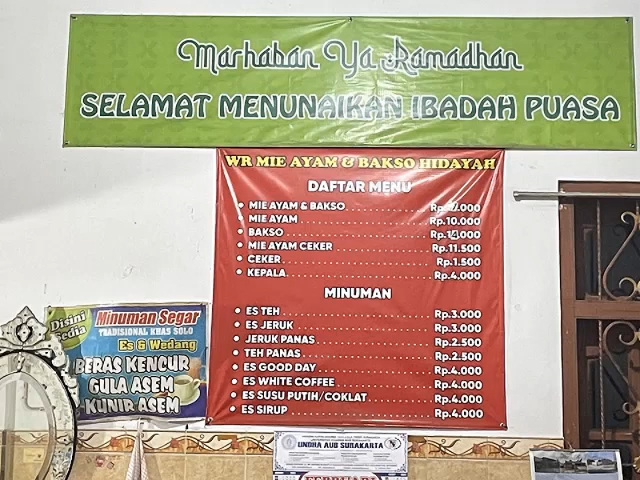 Marhaban Ya Ramadhan
SELAMAT MENUNAIKAN IBADAH PUASA
WR MIE AYAM & BAKSO HIDAYAH
DAFTAR MENU
• MIE AYAM & BAKSO
• MIE AYAM Rp.10.000
• BAKSO
• MIE AYAM CEKER Rp.11.500
• CEKER Rp.1.500
• KEPALA Rp.4.000
MINUMAN
• ES TEH Rp.3.000
• ES JERUK Rp.3.000
• JERUK PANAS Rp.2.500
• TEH PANAS Rp.2.500
• ES GOOD DAY Rp.4.000
• ES WHITE COFFEE Rp.4.000
• ES SUSU PUTIH/COKLAT Rp.4.000
• ES SIRUP Rp.4.000
Disini
Sedia
Minuman Segar
TRADISIONAL KHAS SOLO
Es & Wedang
BERAS KENCUR
GULA ASEM
KUNIR ASEM
SURAKARTA
FEBRUARI